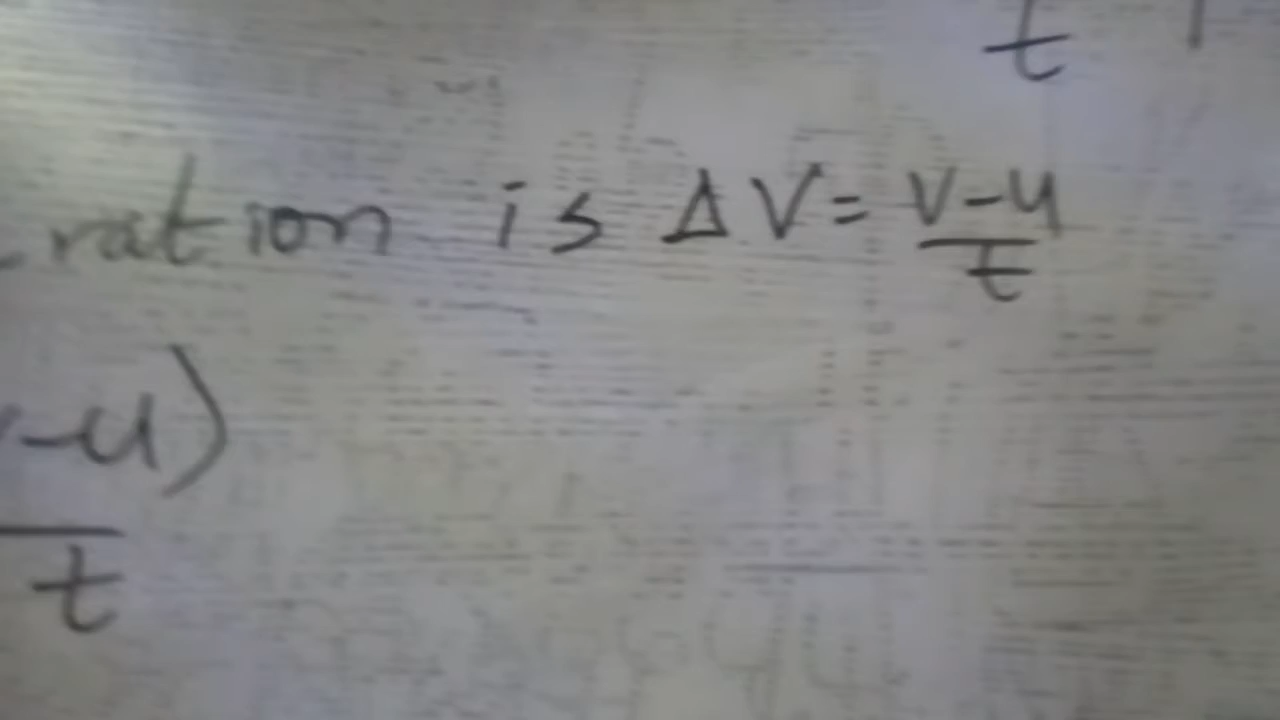 t
ration is ΔV = v-u/t
-u)
t